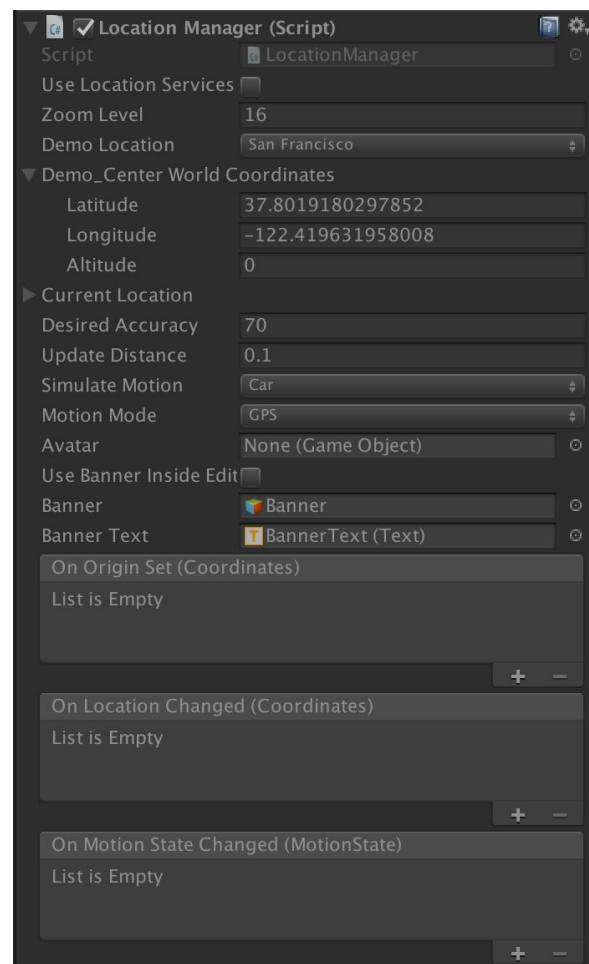 Location Manager (Script)
Script LocationManager
Use Location Services
Zoom Level 16
Demo Location San Francisco
Demo_Center World Coordinates
Latitude 37.8019180297852
Longitude -122.419631958008
Altitude 0
Current Location
Desired Accuracy 70
Update Distance 0.1
Simulate Motion Car
Motion Mode GPS
Avatar None (Game Object)
Use Banner Inside Edit
Banner Banner
Banner Text BannerText (Text)
On Origin Set (Coordinates)
List is Empty
+ −
On Location Changed (Coordinates)
List is Empty
+ −
On Motion State Changed (MotionState)
List is Empty
+ −